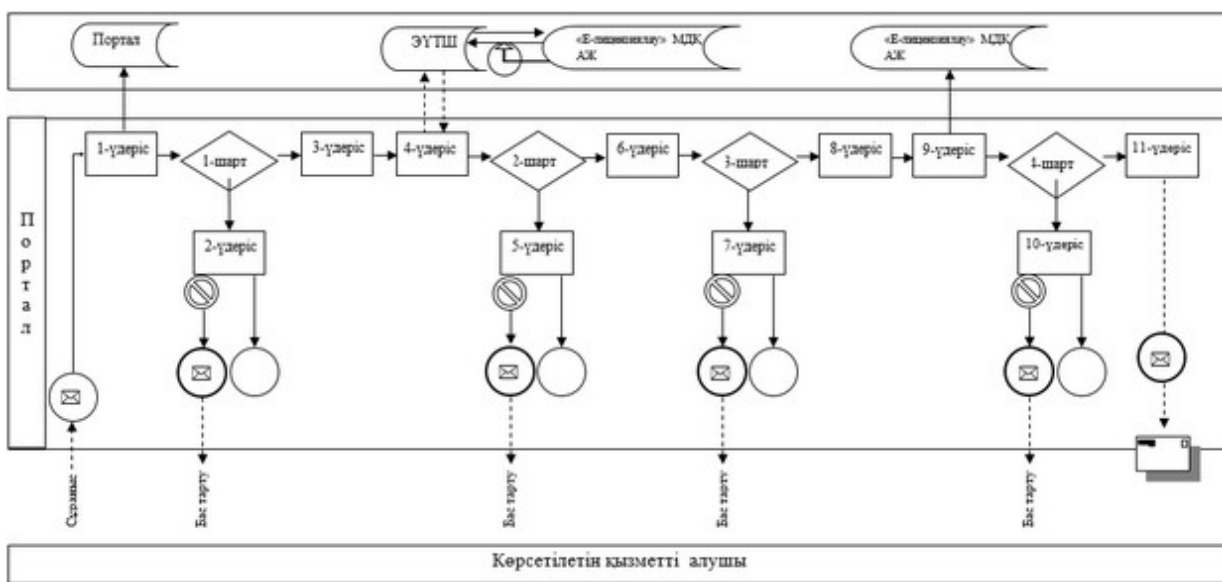 Портал
ЭҮТШ
«Е-лицензиялау» МДҚ
АЖ
«Е-лицензиялау» МДҚ
АЖ
Портал
1-үдеріс
1-шарт
3-үдеріс
4-үдеріс
2-шарт
6-үдеріс
3-шарт
8-үдеріс
9-үдеріс
4-шарт
11-үдеріс
2-үдеріс
5-үдеріс
7-үдеріс
10-үдеріс
Сұраныс
Бас тарту
Бас тарту
Бас тарту
Бас тарту
Көрсетілетін қызметті алушы